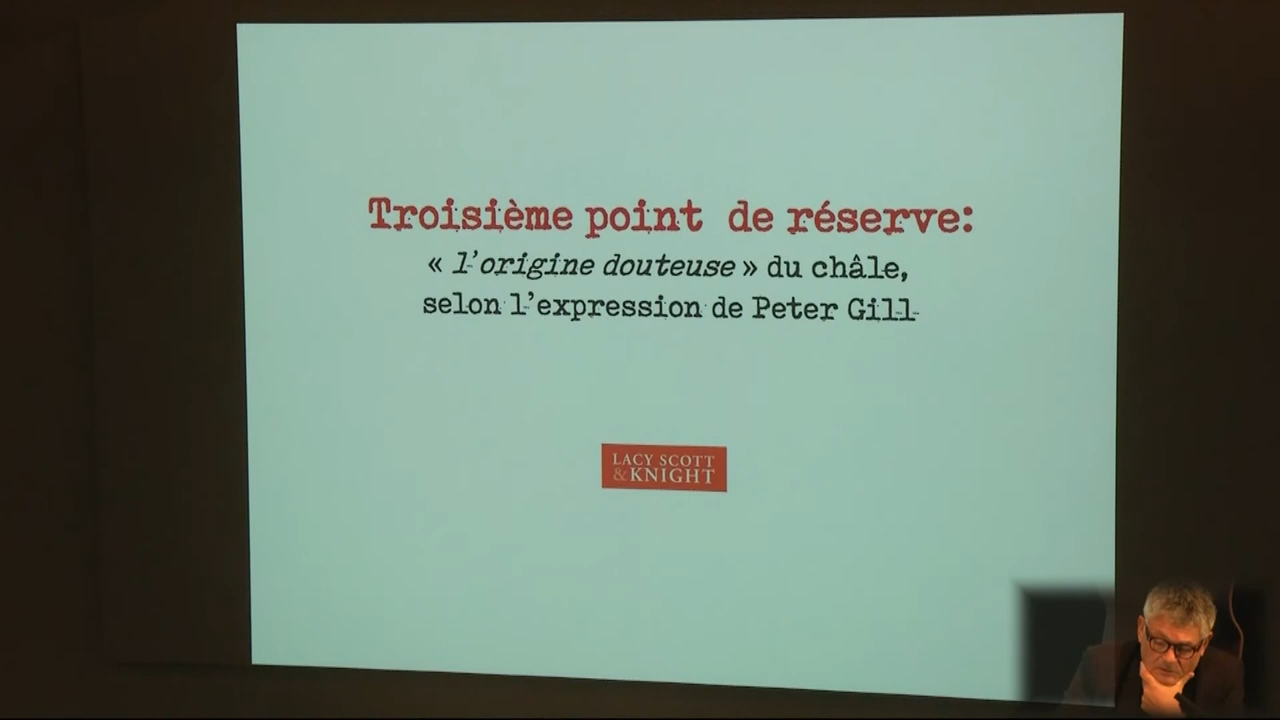 Troisième point de réserve:
« l'origine douteuse » du châle,
selon l'expression de Peter Gill
LACY SCOTT
&KNIGHT